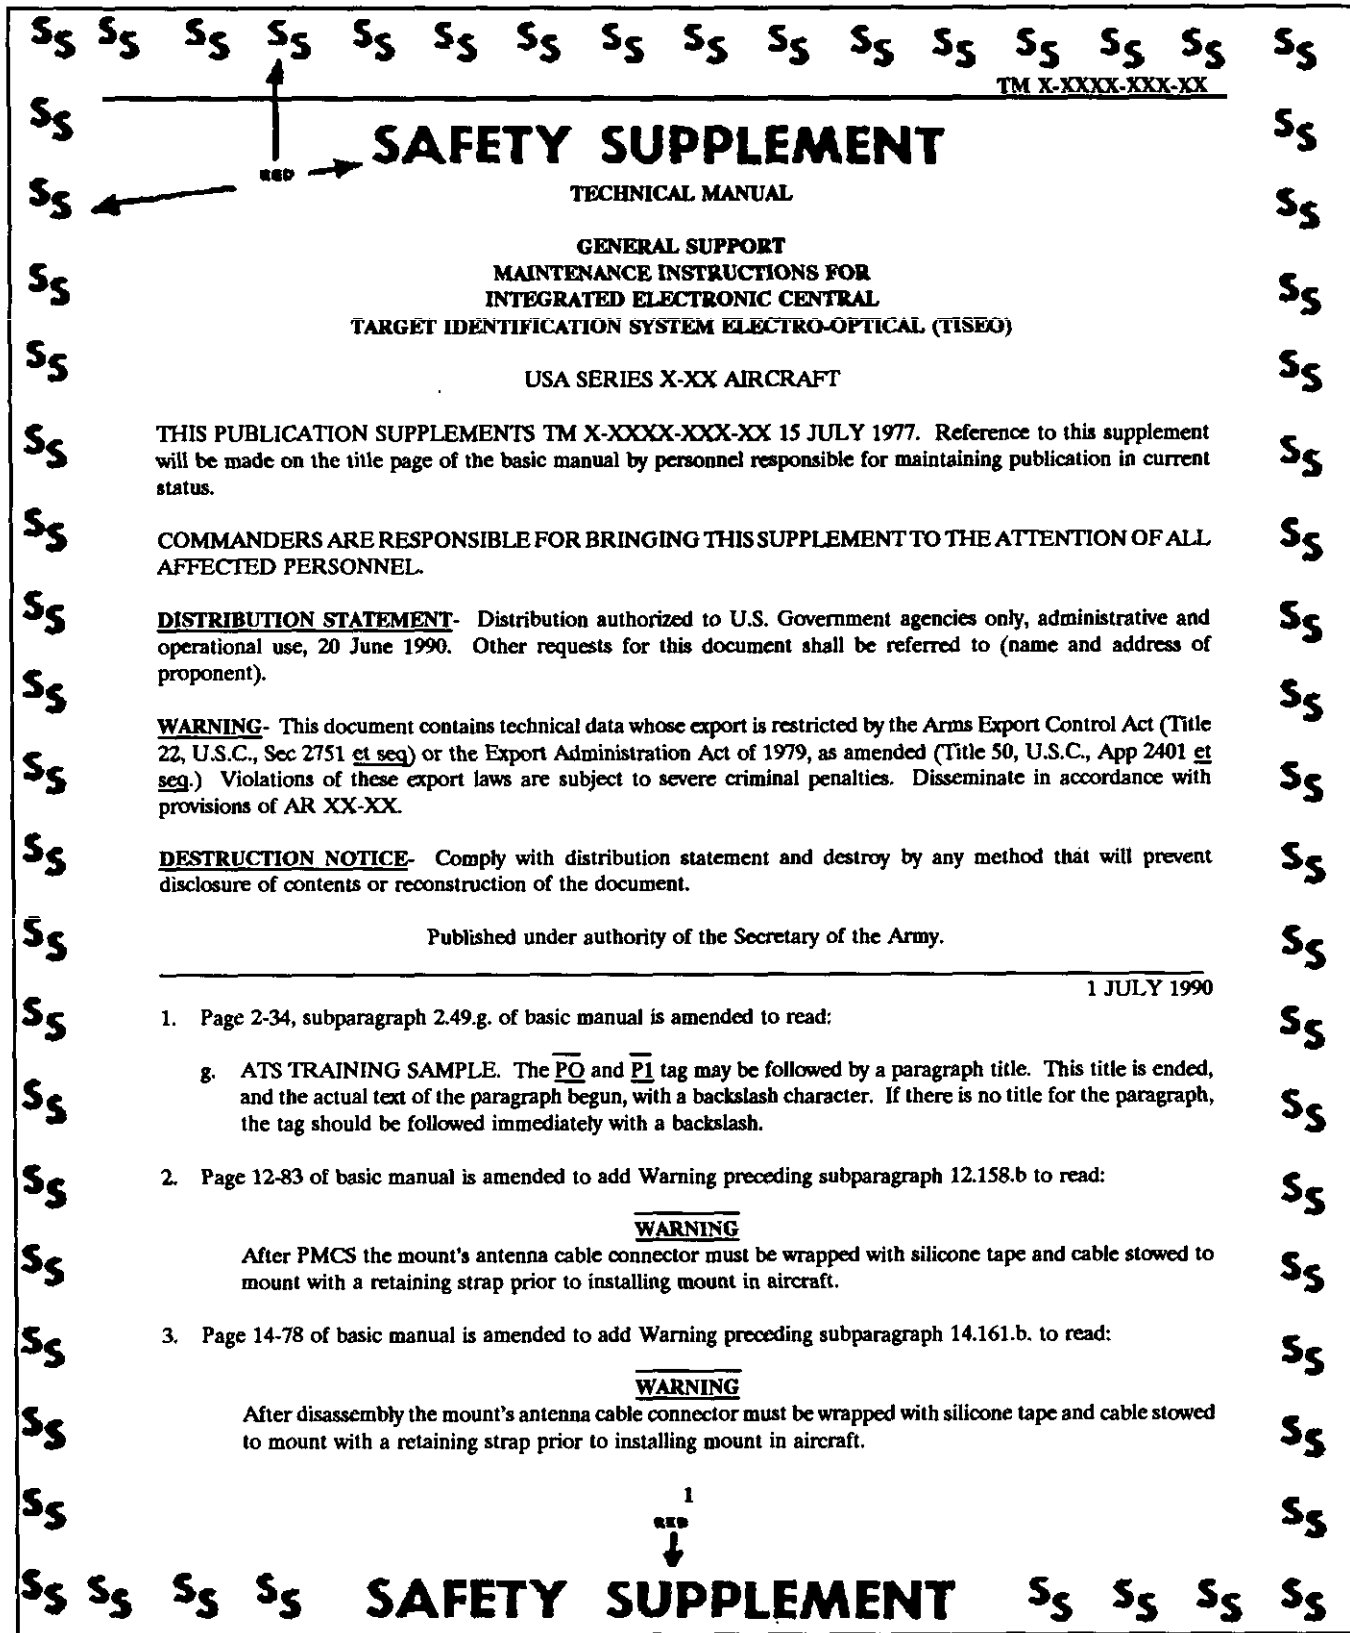 SS SS SS SS SS SS SS SS SS SS SS SS SS SS SS SS
TM X-XXXX-XXX-XX
SS SS
SAFETY SUPPLEMENT
RED
SS SS
TECHNICAL MANUAL
GENERAL SUPPORT
MAINTENANCE INSTRUCTIONS FOR
SS SS
INTEGRATED ELECTRONIC CENTRAL
TARGET IDENTIFICATION SYSTEM ELECTRO-OPTICAL (TISEO)
SS SS
USA SERIES X-XX AIRCRAFT
THIS PUBLICATION SUPPLEMENTS TM X-XXXX-XXX-XX 15 JULY 1977. Reference to this supplement
SS SS
will be made on the title page of the basic manual by personnel responsible for maintaining publication in current
status.
SS SS
COMMANDERS ARE RESPONSIBLE FOR BRINGING THIS SUPPLEMENT TO THE ATTENTION OF ALL
AFFECTED PERSONNEL.
SS SS
DISTRIBUTION STATEMENT- Distribution authorized to U.S. Government agencies only, administrative and
operational use, 20 June 1990. Other requests for this document shall be referred to (name and address of
proponent).
SS SS
WARNING- This document contains technical data whose export is restricted by the Arms Export Control Act (Title
22, U.S.C., Sec 2751 et seq) or the Export Administration Act of 1979, as amended (Title 50, U.S.C., App 2401 et
SS SS
seq.) Violations of these export laws are subject to severe criminal penalties. Disseminate in accordance with
provisions of AR XX-XX.
SS SS
DESTRUCTION NOTICE- Comply with distribution statement and destroy by any method that will prevent
disclosure of contents or reconstruction of the document.
SS SS
Published under authority of the Secretary of the Army.
1 JULY 1990
SS SS
1. Page 2-34, subparagraph 2.49.g. of basic manual is amended to read:
g. ATS TRAINING SAMPLE. The PO and P1 tag may be followed by a paragraph title. This title is ended,
SS SS
and the actual text of the paragraph begun, with a backslash character. If there is no title for the paragraph,
the tag should be followed immediately with a backslash.
SS SS
2. Page 12-83 of basic manual is amended to add Warning preceding subparagraph 12.158.b to read:
WARNING
SS SS
After PMCS the mount's antenna cable connector must be wrapped with silicone tape and cable stowed to
mount with a retaining strap prior to installing mount in aircraft.
SS SS
3. Page 14-78 of basic manual is amended to add Warning preceding subparagraph 14.161.b. to read:
WARNING
SS SS
After disassembly the mount's antenna cable connector must be wrapped with silicone tape and cable stowed
to mount with a retaining strap prior to installing mount in aircraft.
SS SS
1
RED
SS SS SS SS SAFETY SUPPLEMENT SS SS SS SS